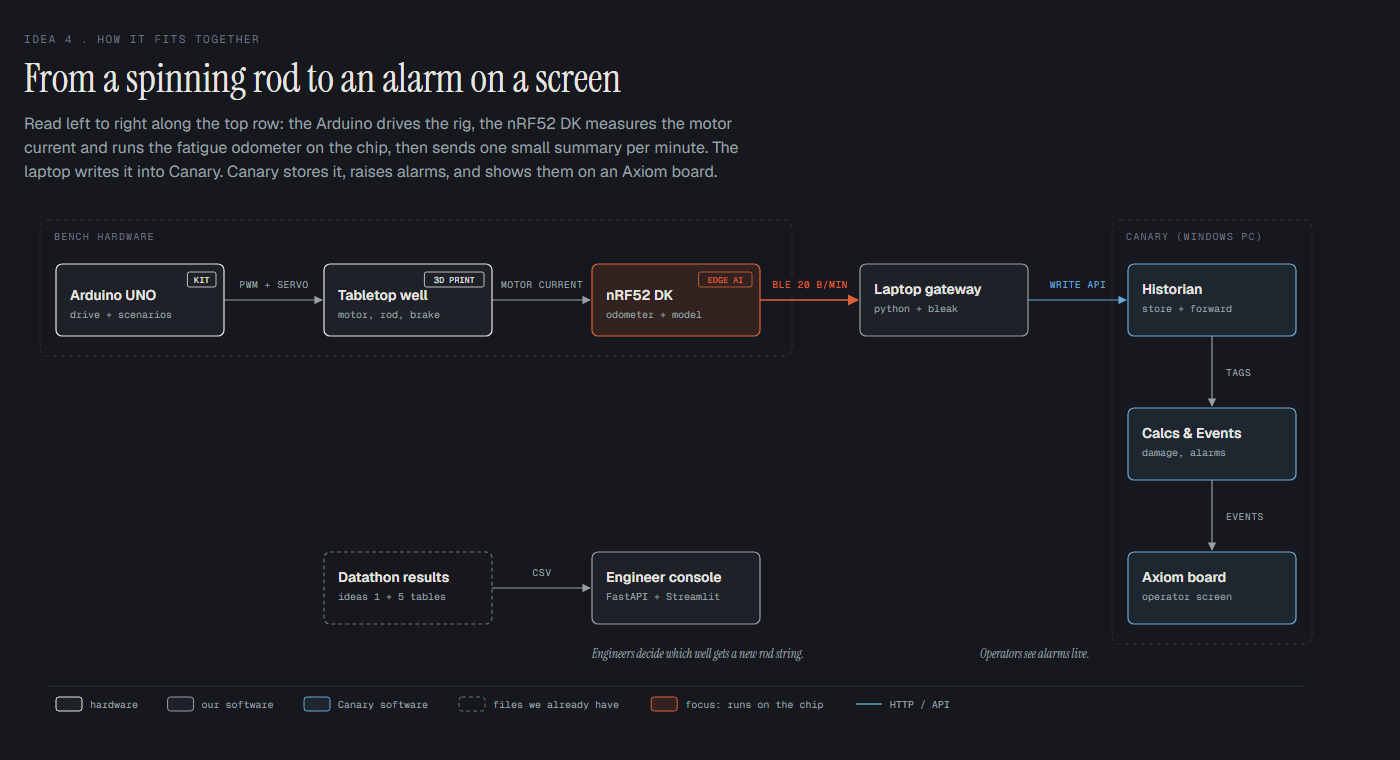 IDEA 4 . HOW IT FITS TOGETHER
From a spinning rod to an alarm on a screen
Read left to right along the top row: the Arduino drives the rig, the nRF52 DK measures the motor
current and runs the fatigue odometer on the chip, then sends one small summary per minute. The
laptop writes it into Canary. Canary stores it, raises alarms, and shows them on an Axiom board.
BENCH HARDWARE
CANARY (WINDOWS PC)
KIT
Arduino UNO
drive + scenarios
PWM + SERVO
3D PRINT
Tabletop well
motor, rod, brake
MOTOR CURRENT
EDGE AI
nRF52 DK
odometer + model
BLE 20 B/MIN
Laptop gateway
python + bleak
WRITE API
Historian
store + forward
TAGS
Calcs & Events
damage, alarms
EVENTS
Datathon results
ideas 1 + 5 tables
CSV
Engineer console
FastAPI + Streamlit
Axiom board
operator screen
Engineers decide which well gets a new rod string.
Operators see alarms live.
hardware
our software
Canary software
files we already have
focus: runs on the chip
HTTP / API